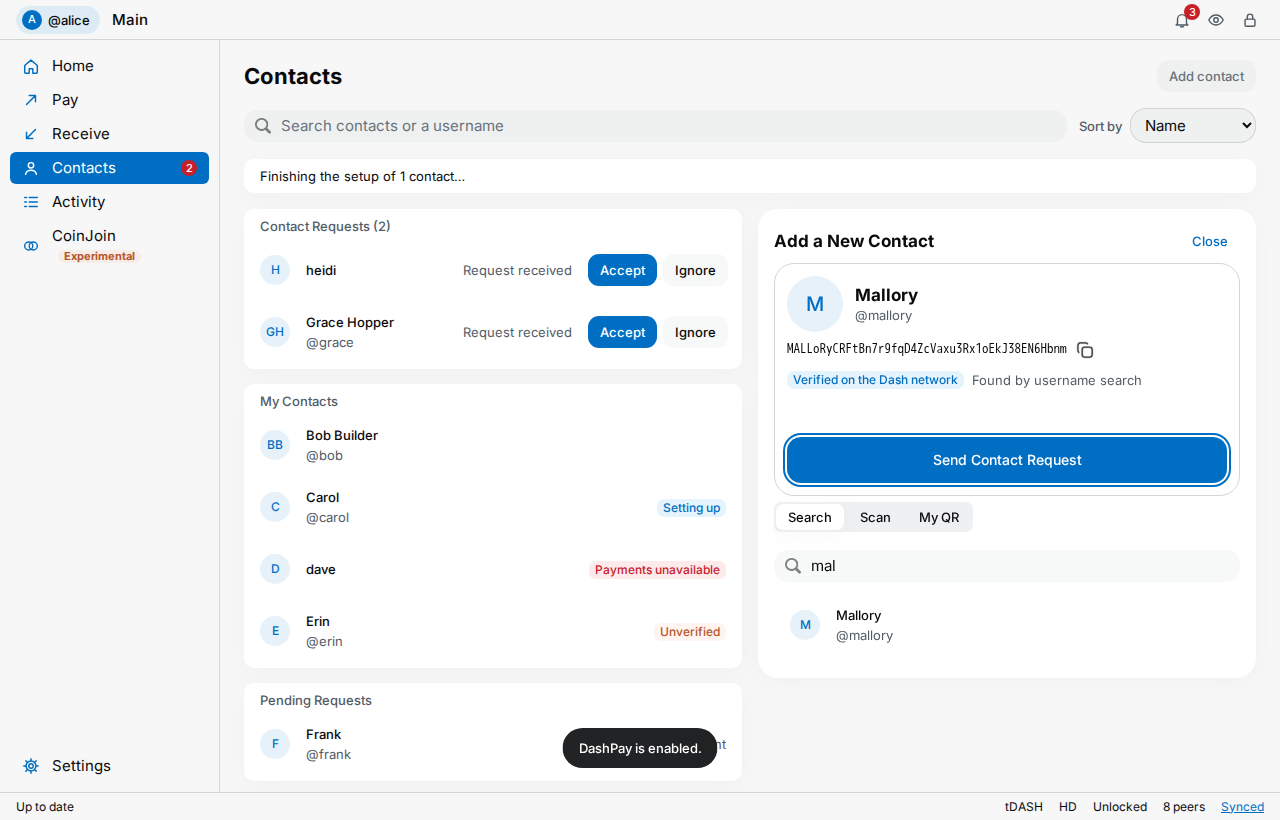 A @alice Main 3
Home
Pay
Receive
Contacts 2
Activity
CoinJoin
Experimental
Settings
Contacts
Add contact
Search contacts or a username
Sort by Name
Finishing the setup of 1 contact...
Contact Requests (2)
H heidi Request received Accept Ignore
GH Grace Hopper
@grace
Request received Accept Ignore
My Contacts
BB Bob Builder
@bob
C Carol
@carol
Setting up
D dave Payments unavailable
E Erin
@erin
Unverified
Pending Requests
F Frank
@frank
DashPay is enabled.
Add a New Contact Close
M Mallory
@mallory
MALLoRyCRFtBn7r9fqD4ZcVaxu3Rx1oEkJ38EN6Hbnm
Verified on the Dash network Found by username search
Send Contact Request
Search Scan My QR
mal
M Mallory
@mallory
Up to date tDASH HD Unlocked 8 peers Synced